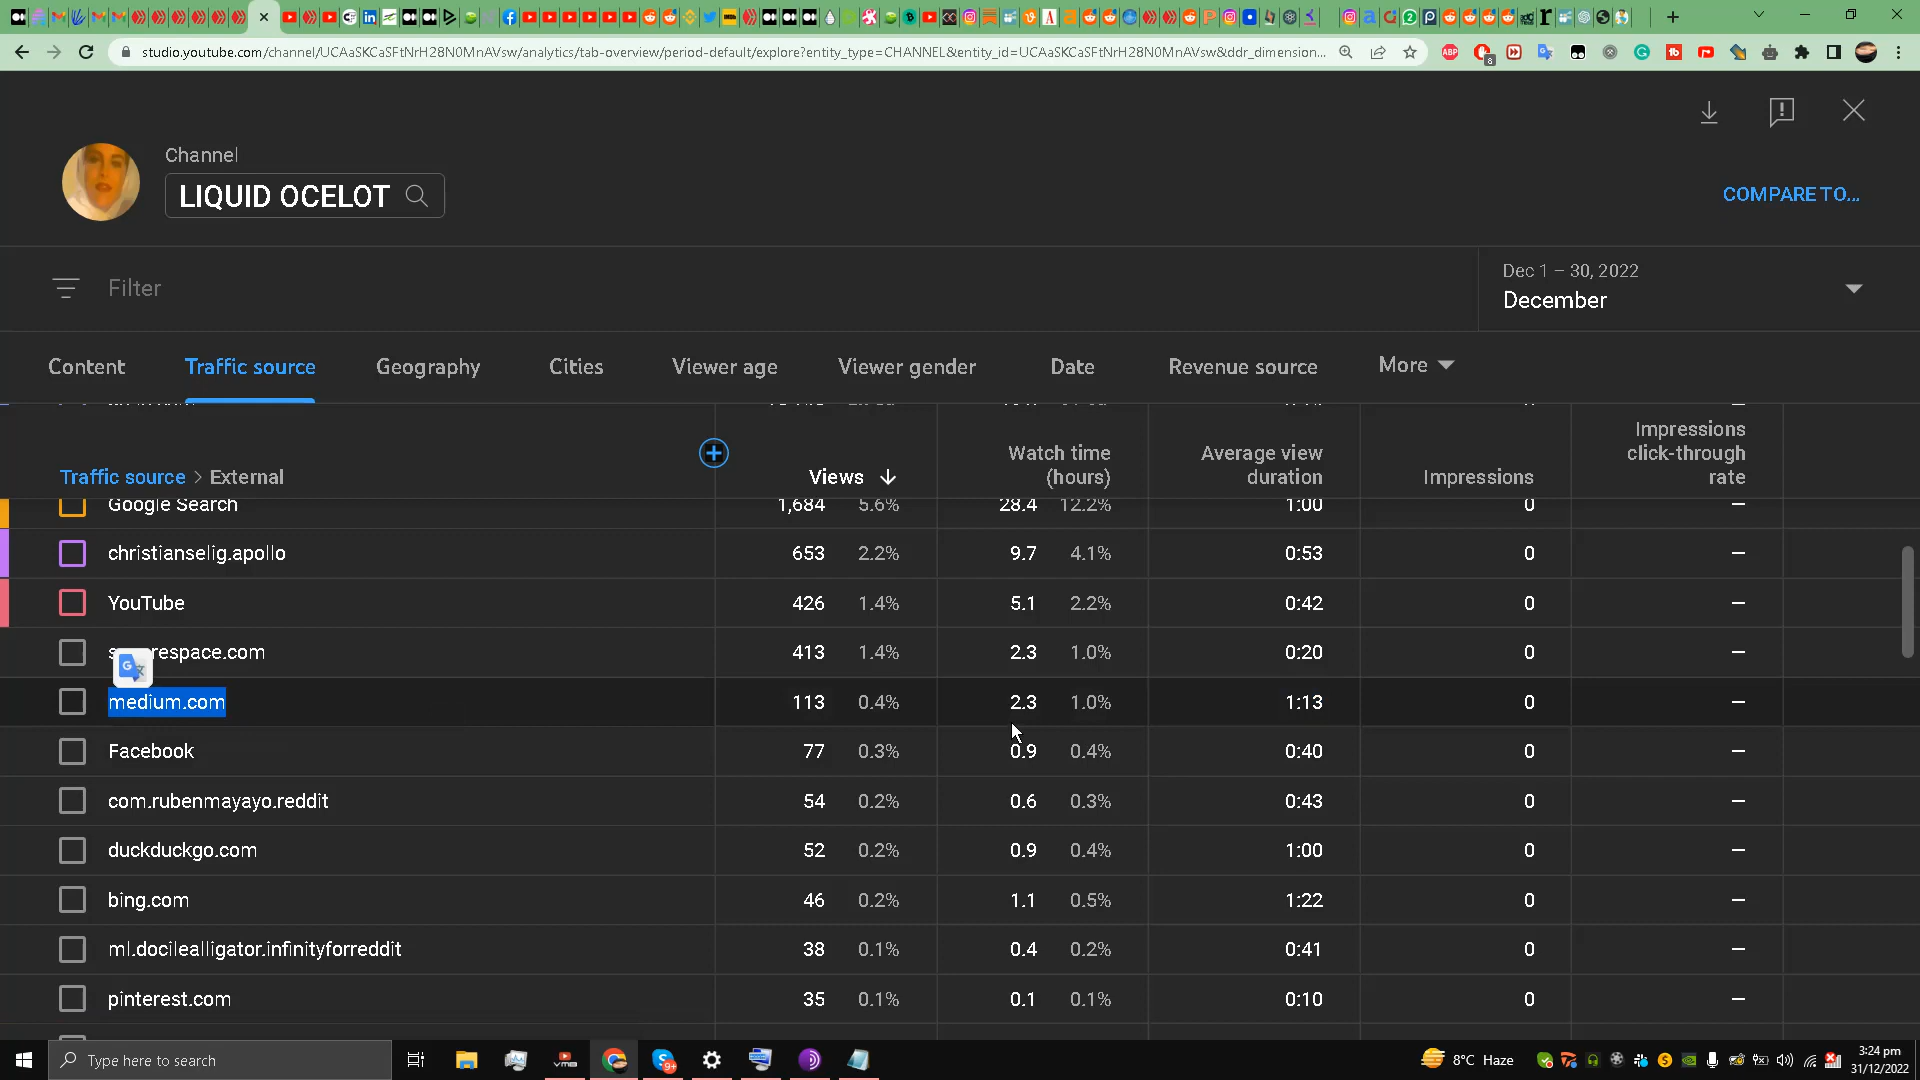 studio.youtube.com/channel/UCAaSKCaSFtNrH28N0MnAVsw/analytics/tab-overview/period-default/explore?entity_type=CHANNEL&entity_id=UCAaSKCaSFtNrH28N0MnAVsw&ddr_dimension...
Channel
LIQUID OCELOT
COMPARE TO...
Filter
Dec 1 – 30, 2022
December
Content Traffic source Geography Cities Viewer age Viewer gender Date Revenue source More
Traffic source > External Views Watch time (hours) Average view duration Impressions Impressions click-through rate
Google Search 1,684 5.6% 28.4 12.2% 1:00 0 —
christianselig.apollo 653 2.2% 9.7 4.1% 0:53 0 —
YouTube 426 1.4% 5.1 2.2% 0:42 0 —
respace.com 413 1.4% 2.3 1.0% 0:20 0 —
medium.com 113 0.4% 2.3 1.0% 1:13 0 —
Facebook 77 0.3% 0.9 0.4% 0:40 0 —
com.rubenmayayo.reddit 54 0.2% 0.6 0.3% 0:43 0 —
duckduckgo.com 52 0.2% 0.9 0.4% 1:00 0 —
bing.com 46 0.2% 1.1 0.5% 1:22 0 —
ml.docilealligator.infinityforreddit 38 0.1% 0.4 0.2% 0:41 0 —
pinterest.com 35 0.1% 0.1 0.1% 0:10 0 —
Type here to search
8°C Haze
3:24 pm
31/12/2022